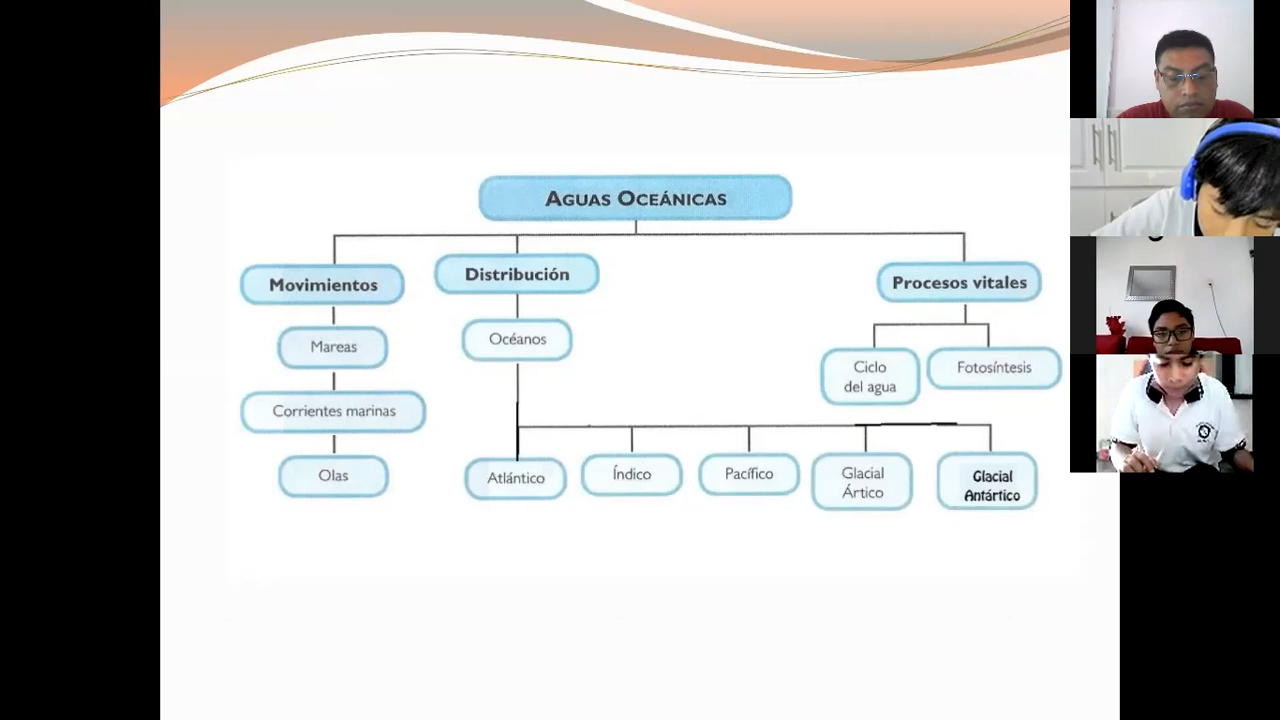 AGUAS OCEÁNICAS
Movimientos
Distribución
Procesos vitales
Mareas
Océanos
Ciclo
del agua
Fotosíntesis
Corrientes marinas
Olas
Atlántico
Índico
Pacífico
Glacial
Ártico
Glacial
Antártico